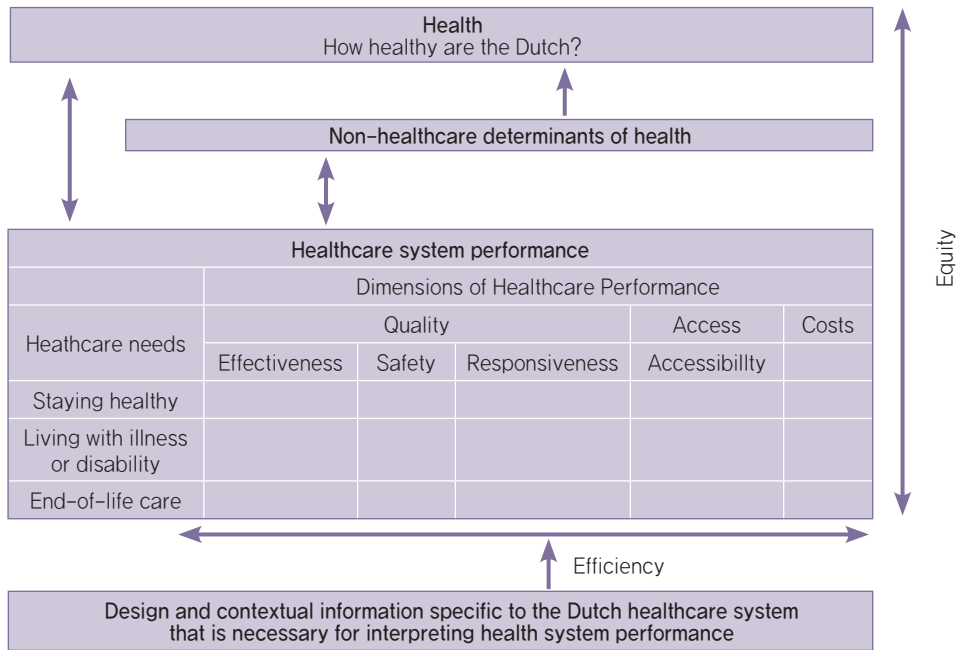 Health
How healthy are the Dutch?
Non-healthcare determinants of health
Healthcare system performance
Dimensions of Healthcare Performance
Heathcare needs
Quality
Access
Costs
Effectiveness
Safety
Responsiveness
Accessibillty
Staying healthy
Living with illness
or disability
End-of-life care
Equity
Efficiency
Design and contextual information specific to the Dutch healthcare system
that is necessary for interpreting health system performance